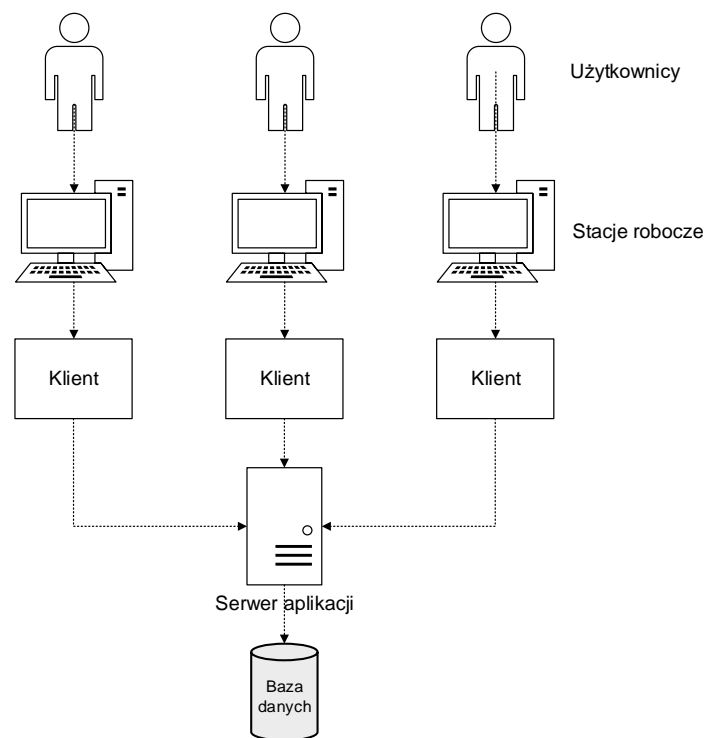 Użytkownicy
Stacje robocze
Klient
Klient
Klient
Serwer aplikacji
Baza
danych